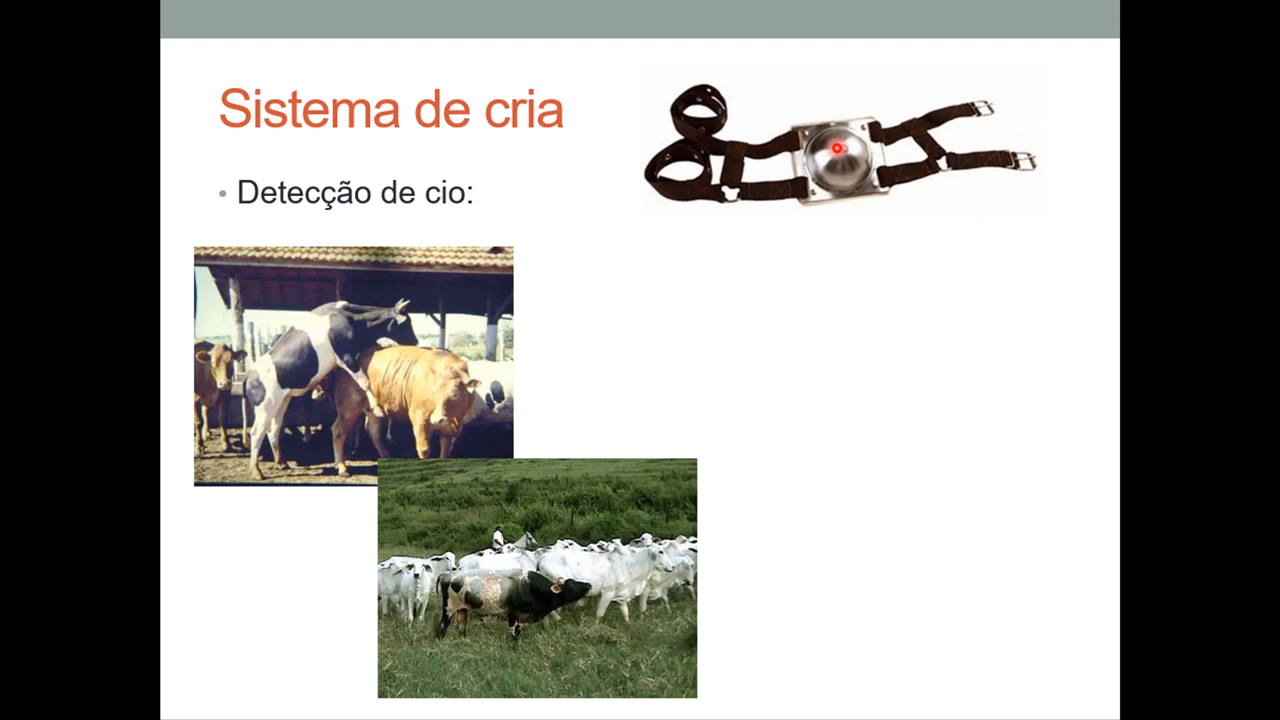 Sistema de cria
• Detecção de cio: